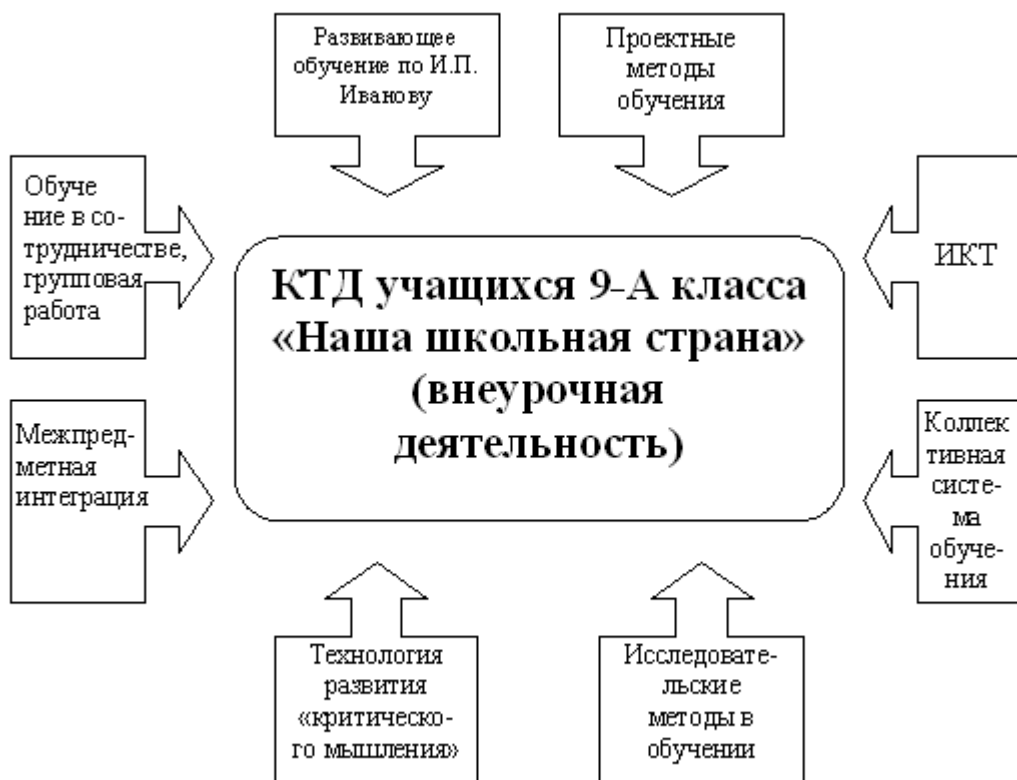 Развивающее
обучение по И.П.
Иванову
Проектные
методы
обучения
Обуче
ние в со-
трудничестве,
групповая
работа
ИКТ
КТД учащихся 9-А класса
«Наша школьная страна»
(внеурочная
деятельность)
Межпред-
метная
интеграция
Коллек
тивная
систе-
ма
обуче-
ния
Технология
развития
«критическо-
го мышления»
Исследовате-
льские
методы в
обучении